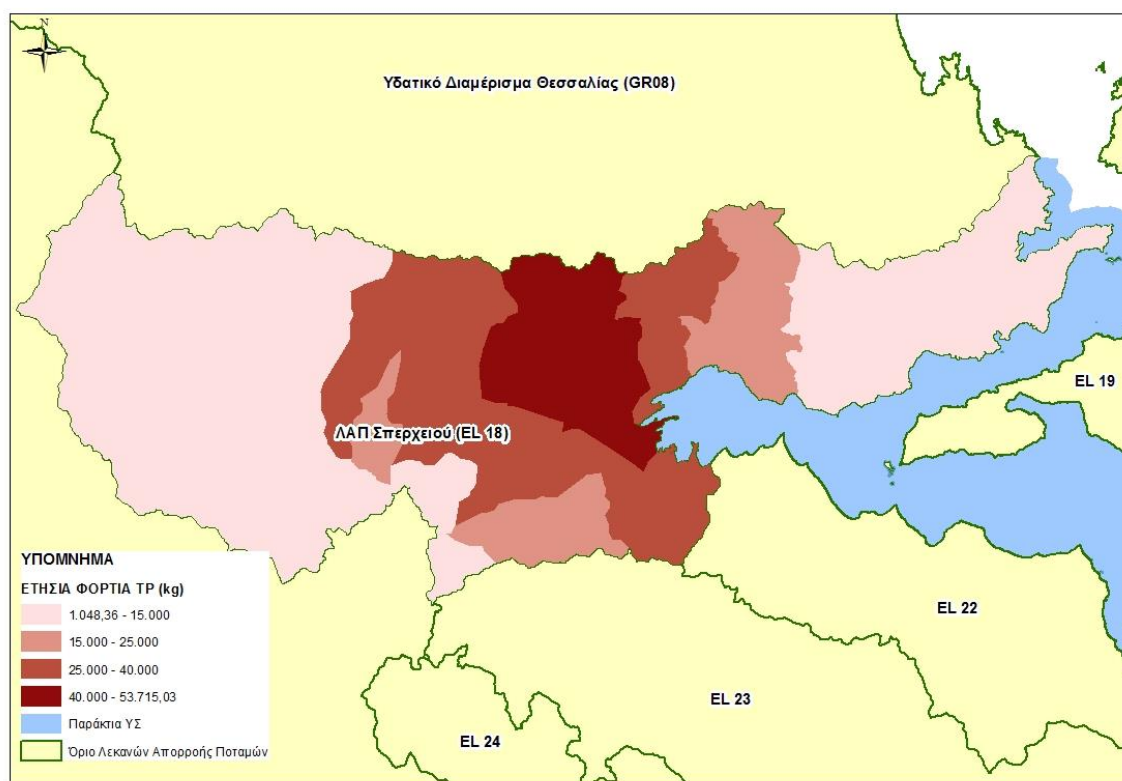 N
Υδατικό Διαμέρισμα Θεσσαλίας (GR08)
EL 19
ΛΑΠ Σπερχειού (EL 18)
ΥΠΟΜΝΗΜΑ
ΕΤΗΣΙΑ ΦΟΡΤΙΑ TP (kg)
1.048,36 - 15.000
15.000 - 25.000
25.000 - 40.000
40.000 - 53.715,03
Παράκτια ΥΣ
Όριο Λεκανών Απορροής Ποταμών
EL 22
EL 23
EL 24